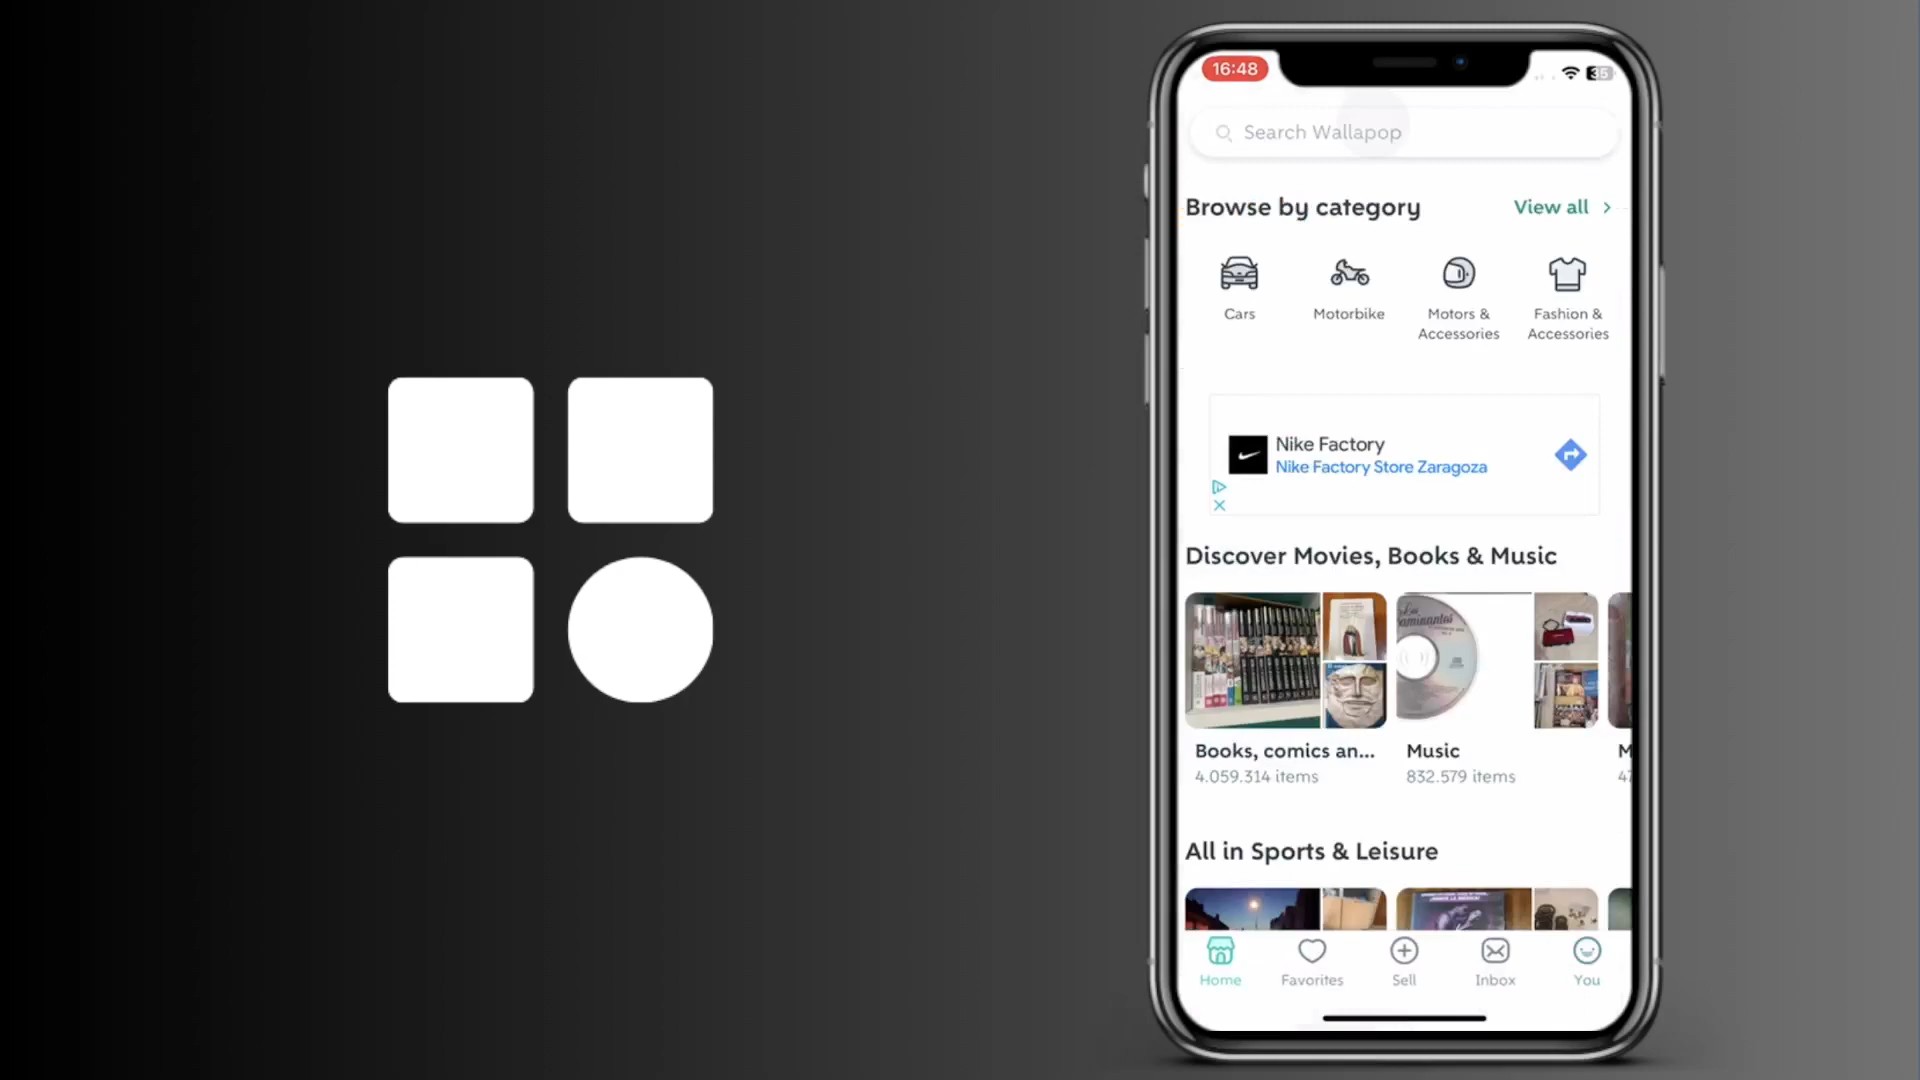 16:48
35
Search Wallapop
Browse by category
View all
Cars
Motorbike
Motors &
Accessories
Fashion &
Accessories
Nike Factory
Nike Factory Store Zaragoza
Discover Movies, Books & Music
Books, comics an...
4.059.314 items
Music
832.579 items
M
47
All in Sports & Leisure
Home
Favorites
Sell
Inbox
You